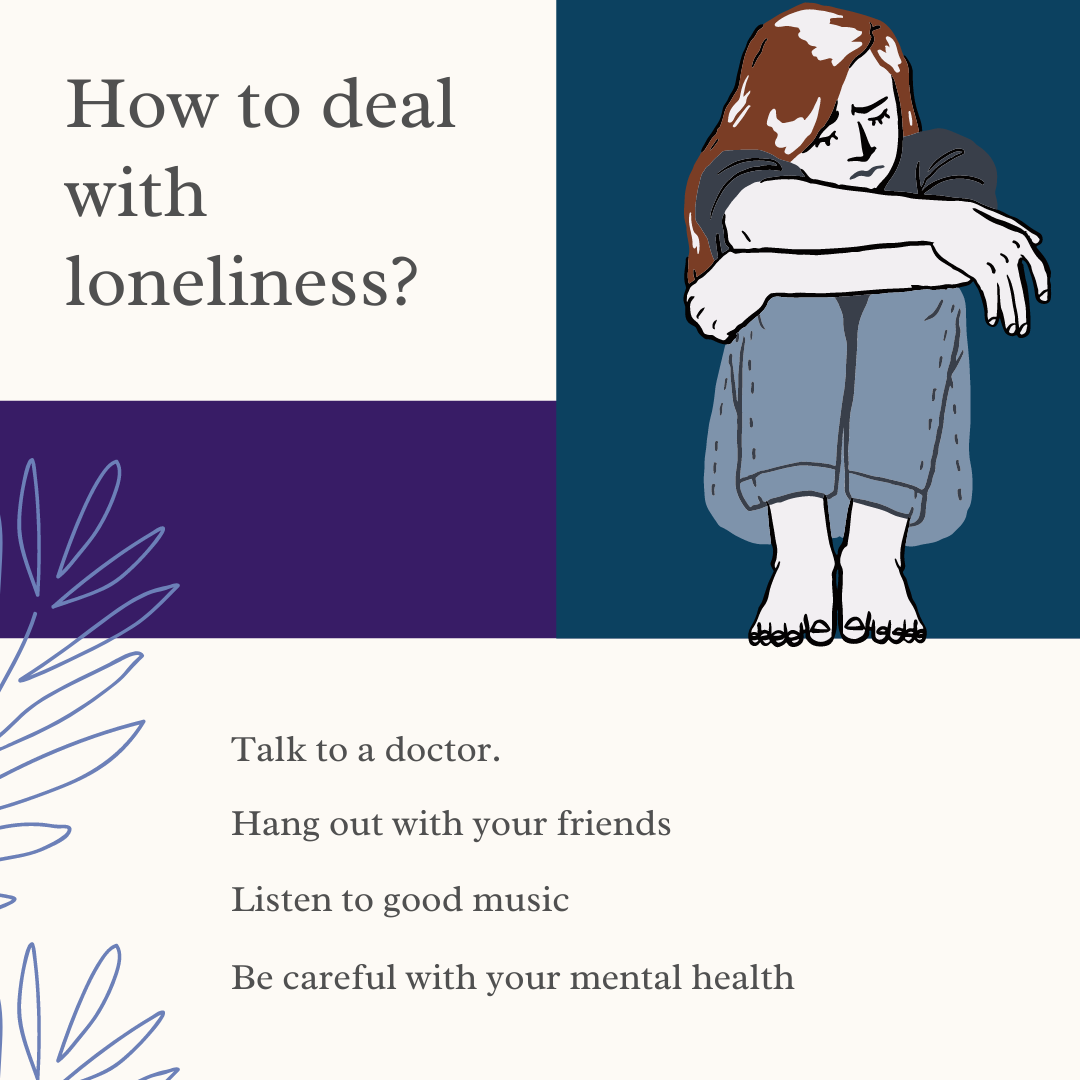 How to deal
with
loneliness?
Talk to a doctor.
Hang out with your friends
Listen to good music
Be careful with your mental health